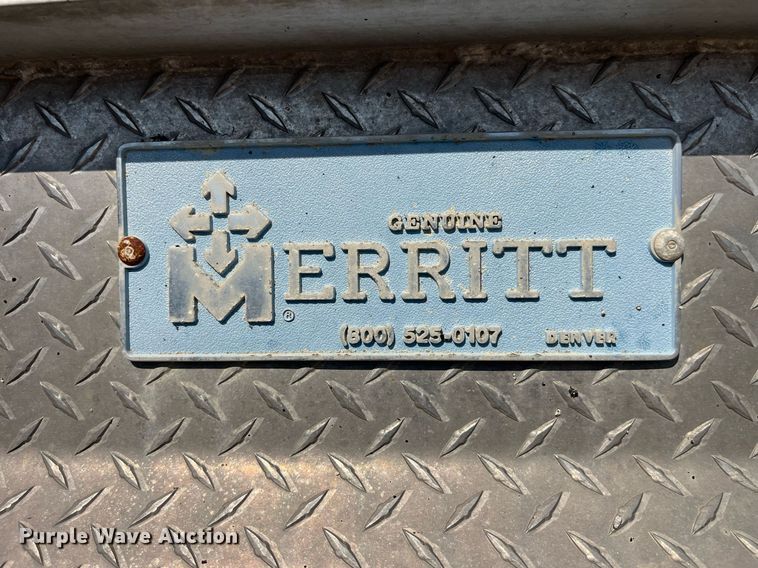 GENUINE
MERRITT
®
(800) 525-0107 DENVER
Purple Wave Auction